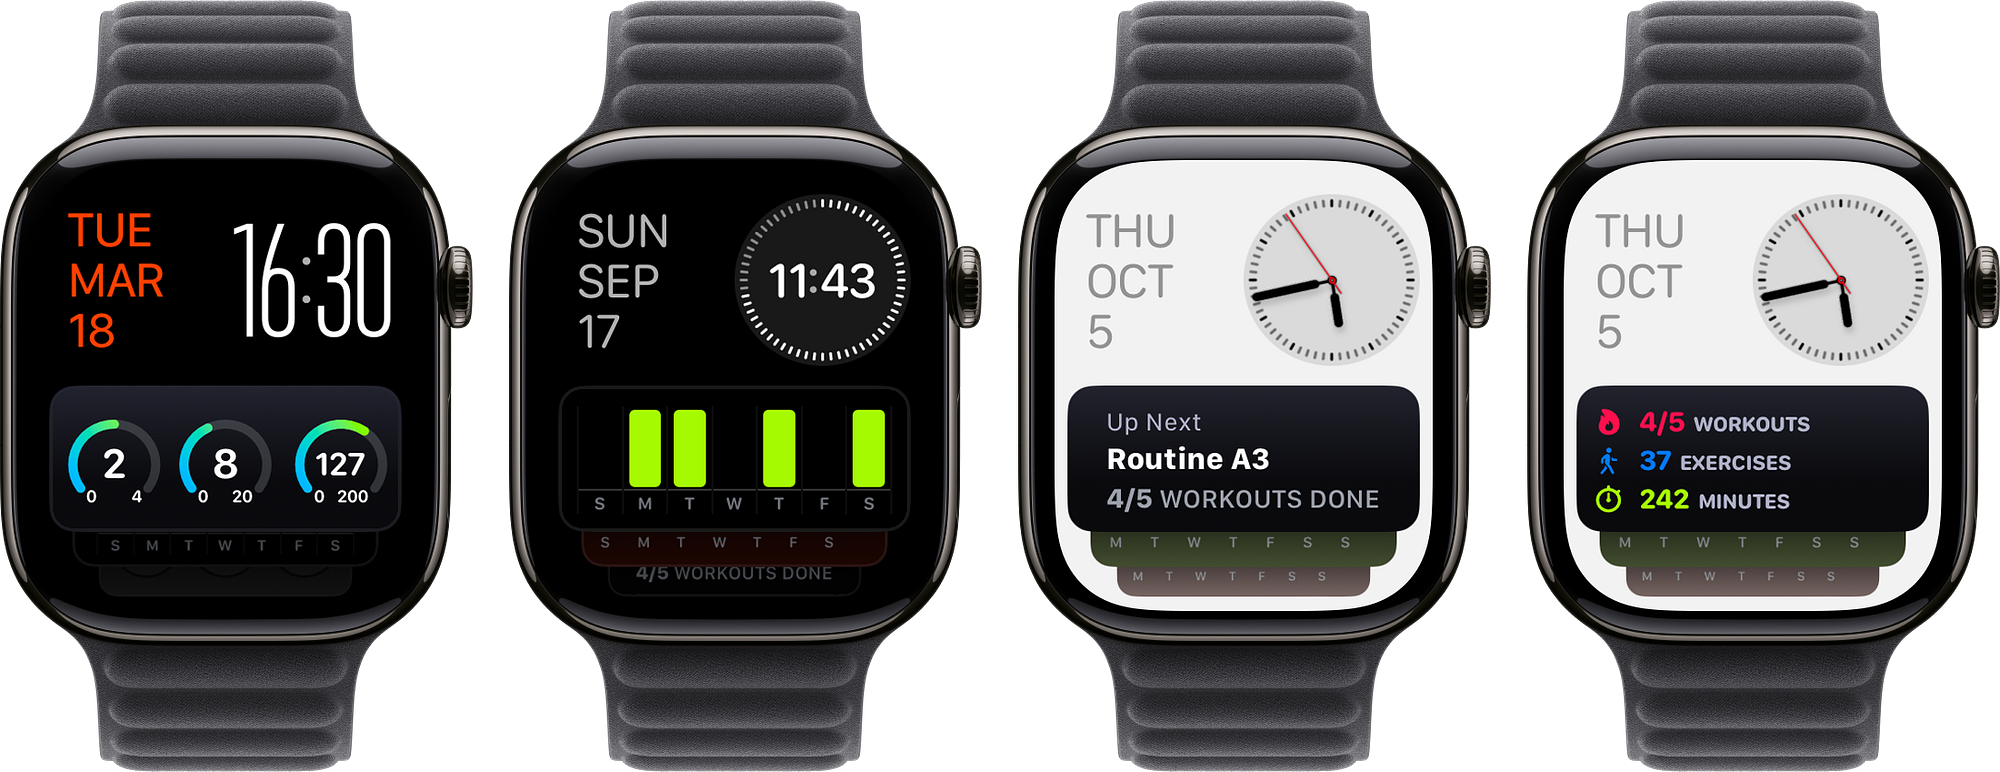 TUE
MAR
18
16:30
2
0 4
8
0 20
127
0 200
S M T W T F S
SUN
SEP
17
11:43
S M T W T F S
S M T W T F S
4/5 WORKOUTS DONE
THU
OCT
5
Up Next
Routine A3
4/5 WORKOUTS DONE
M T W T F S S
M T W T F S S
THU
OCT
5
4/5 WORKOUTS
37 EXERCISES
242 MINUTES
M T W T F S S
M T W T F S S